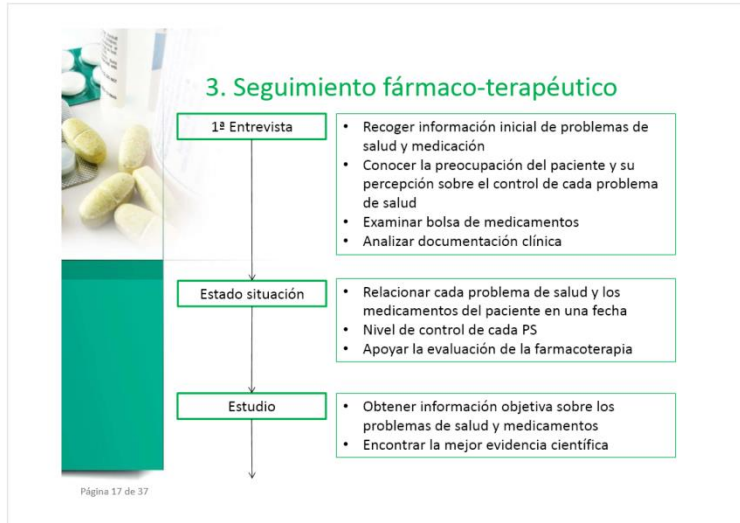 3. Seguimiento fármaco-terapéutico
1ª Entrevista
• Recoger información inicial de problemas de
salud y medicación
• Conocer la preocupación del paciente y su
percepción sobre el control de cada problema
de salud
• Examinar bolsa de medicamentos
• Analizar documentación clínica
Estado situación
• Relacionar cada problema de salud y los
medicamentos del paciente en una fecha
• Nivel de control de cada PS
• Apoyar la evaluación de la farmacoterapia
Estudio
• Obtener información objetiva sobre los
problemas de salud y medicamentos
• Encontrar la mejor evidencia científica
Página 17 de 37